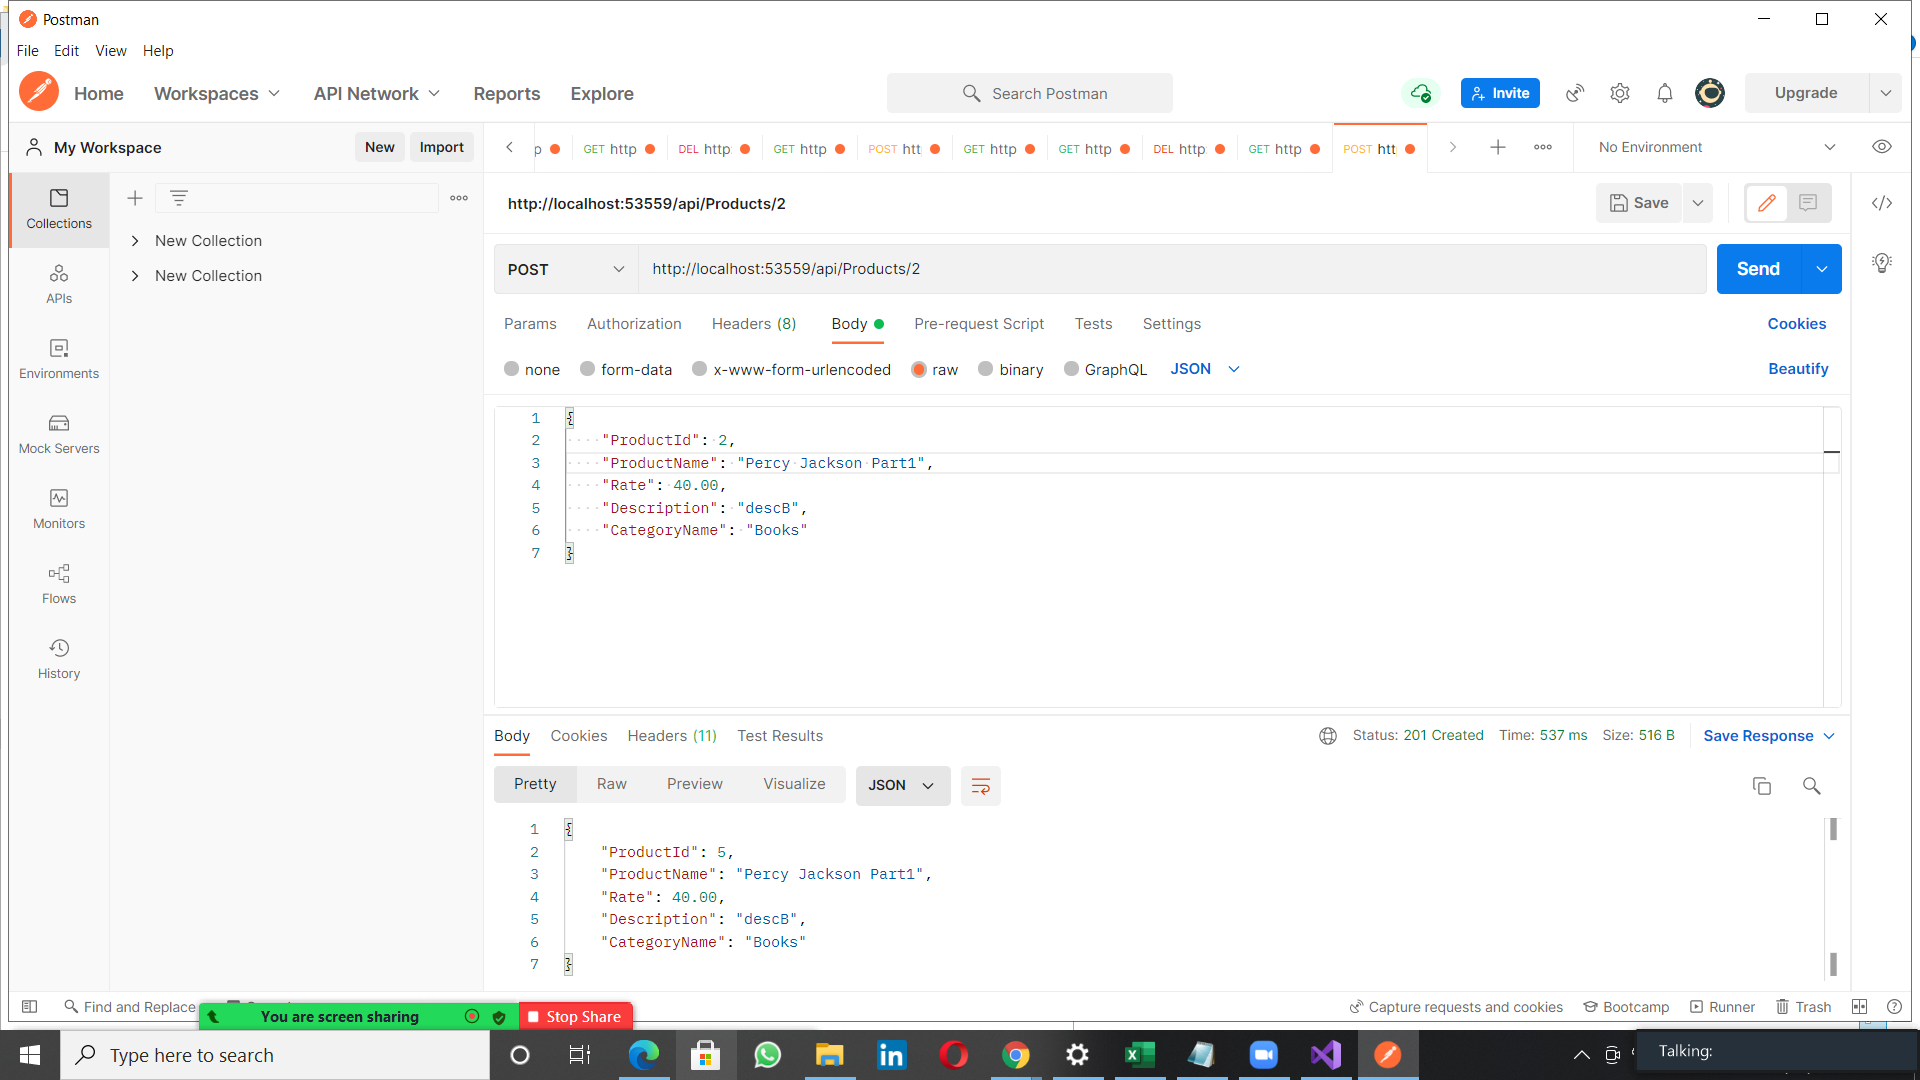 Postman
File Edit View Help
Home Workspaces API Network Reports Explore Search Postman Invite Upgrade
My Workspace New Import
p GET http DEL http GET http POST htt GET http GET http DEL http GET http POST htt No Environment
http://localhost:53559/api/Products/2 Save
POST http://localhost:53559/api/Products/2 Send
Params Authorization Headers (8) Body Pre-request Script Tests Settings Cookies
none form-data x-www-form-urlencoded raw binary GraphQL JSON Beautify
Collections
APIs
Environments
Mock Servers
Monitors
Flows
History
New Collection
New Collection
1 {
2 "ProductId": 2,
3 "ProductName": "Percy Jackson Part1",
4 "Rate": 40.00,
5 "Description": "descB",
6 "CategoryName": "Books"
7 }
Body Cookies Headers (11) Test Results Status: 201 Created Time: 537 ms Size: 516 B Save Response
Pretty Raw Preview Visualize JSON
1 {
2 "ProductId": 5,
3 "ProductName": "Percy Jackson Part1",
4 "Rate": 40.00,
5 "Description": "descB",
6 "CategoryName": "Books"
7 }
Find and Replace Capture requests and cookies Bootcamp Runner Trash
You are screen sharing Stop Share
Type here to search Talking: